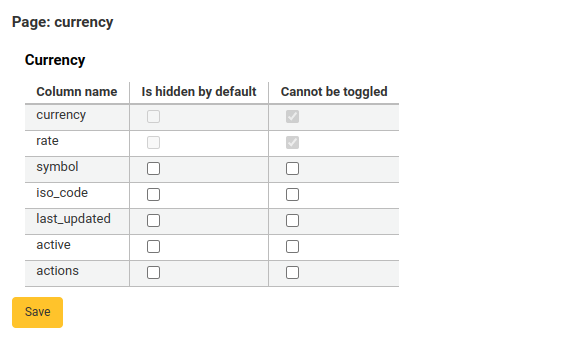 Page: currency
Currency
Column name Is hidden by default Cannot be toggled
currency
rate
symbol
iso_code
last_updated
active
actions
Save